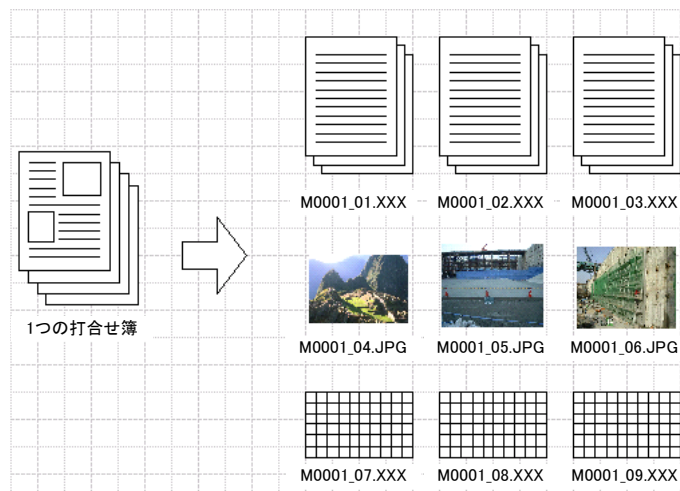 M0001_01.XXX M0001_02.XXX M0001_03.XXX
1つの打合せ簿
M0001_04.JPG M0001_05.JPG M0001_06.JPG
M0001_07.XXX M0001_08.XXX M0001_09.XXX